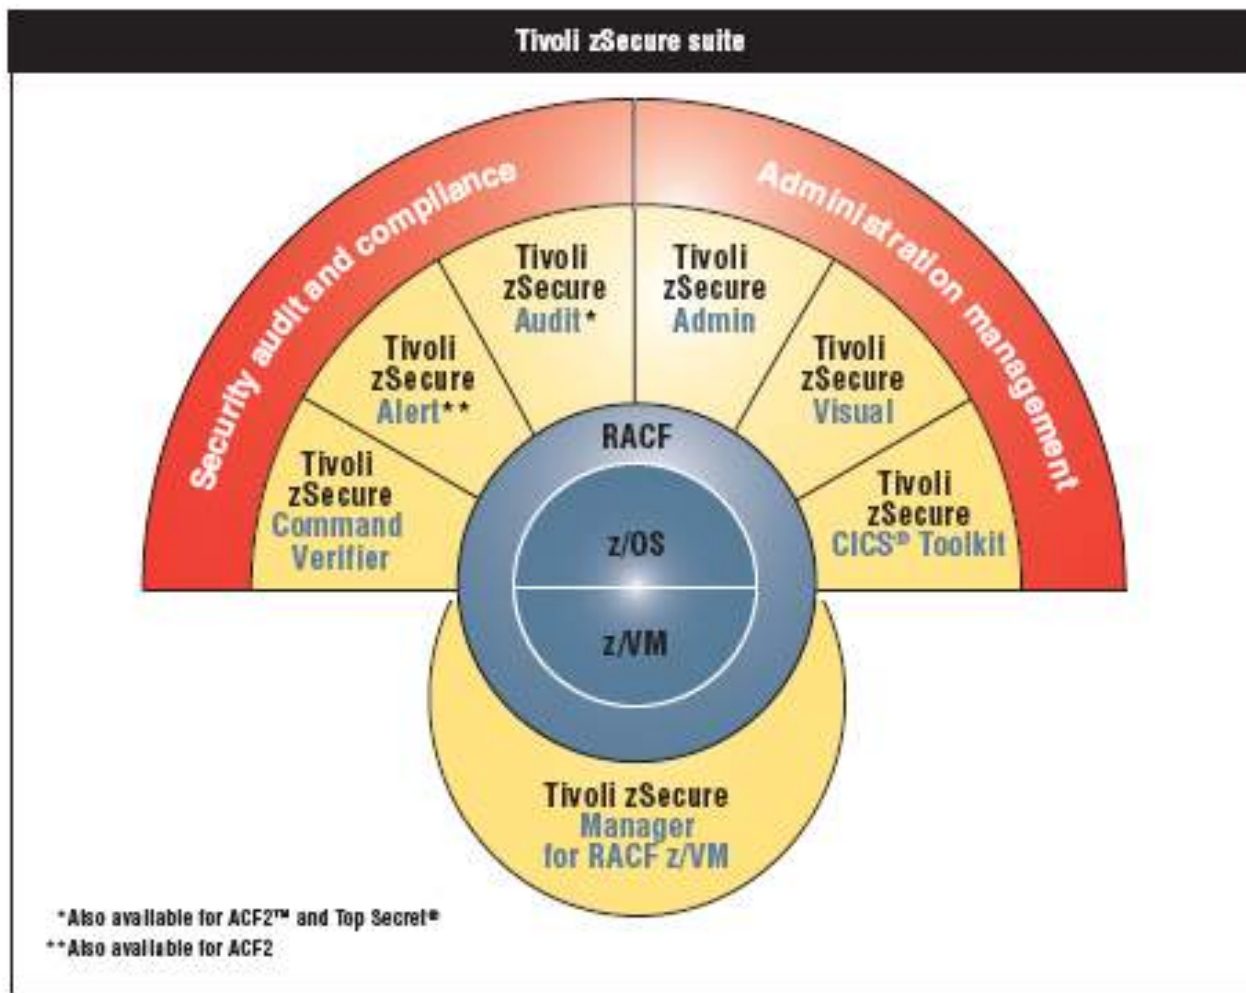 Tivoli zSecure suite
Security audit and compliance
Administration management
Tivoli
zSecure
Command
Verifier
Tivoli
zSecure
Alert**
Tivoli
zSecure
Audit*
Tivoli
zSecure
Admin
Tivoli
zSecure
Visual
Tivoli
zSecure
CICS® Toolkit
RACF
z/OS
z/VM
Tivoli zSecure
Manager
for RACF z/VM
*Also available for ACF2™ and Top Secret®
**Also available for ACF2